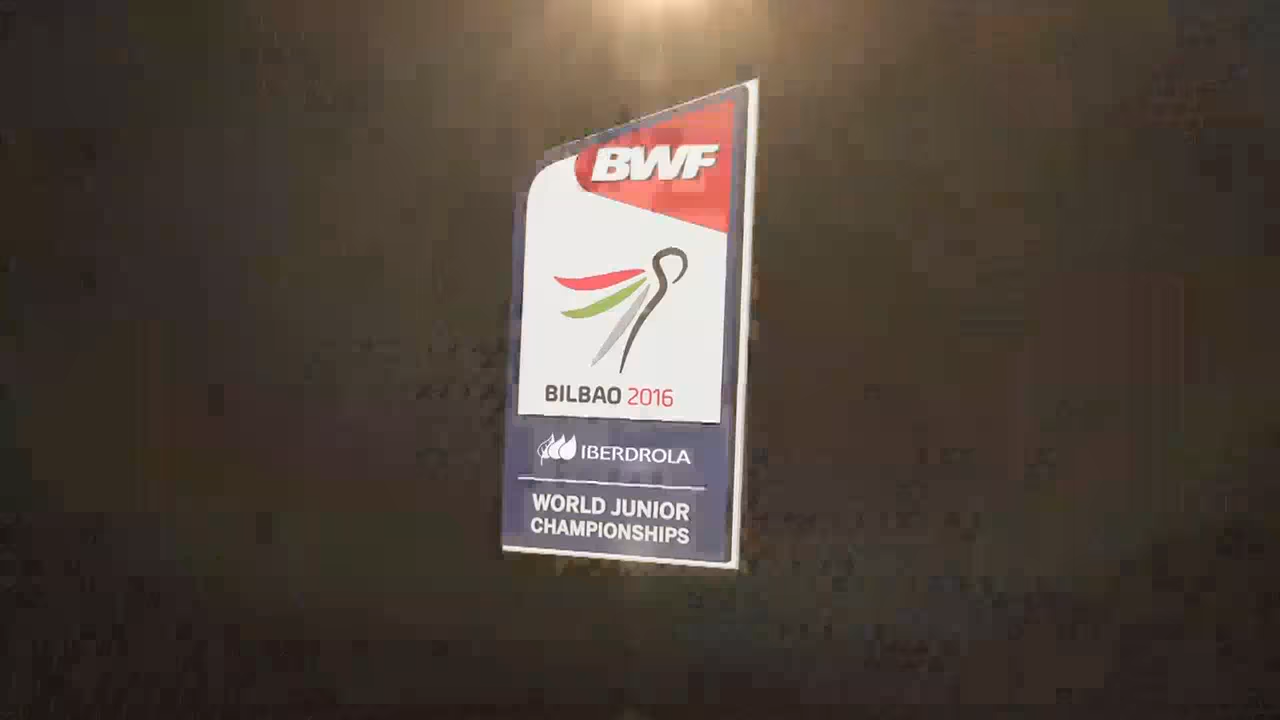 BWF
BILBAO 2016
IBERDROLA
WORLD JUNIOR
CHAMPIONSHIPS